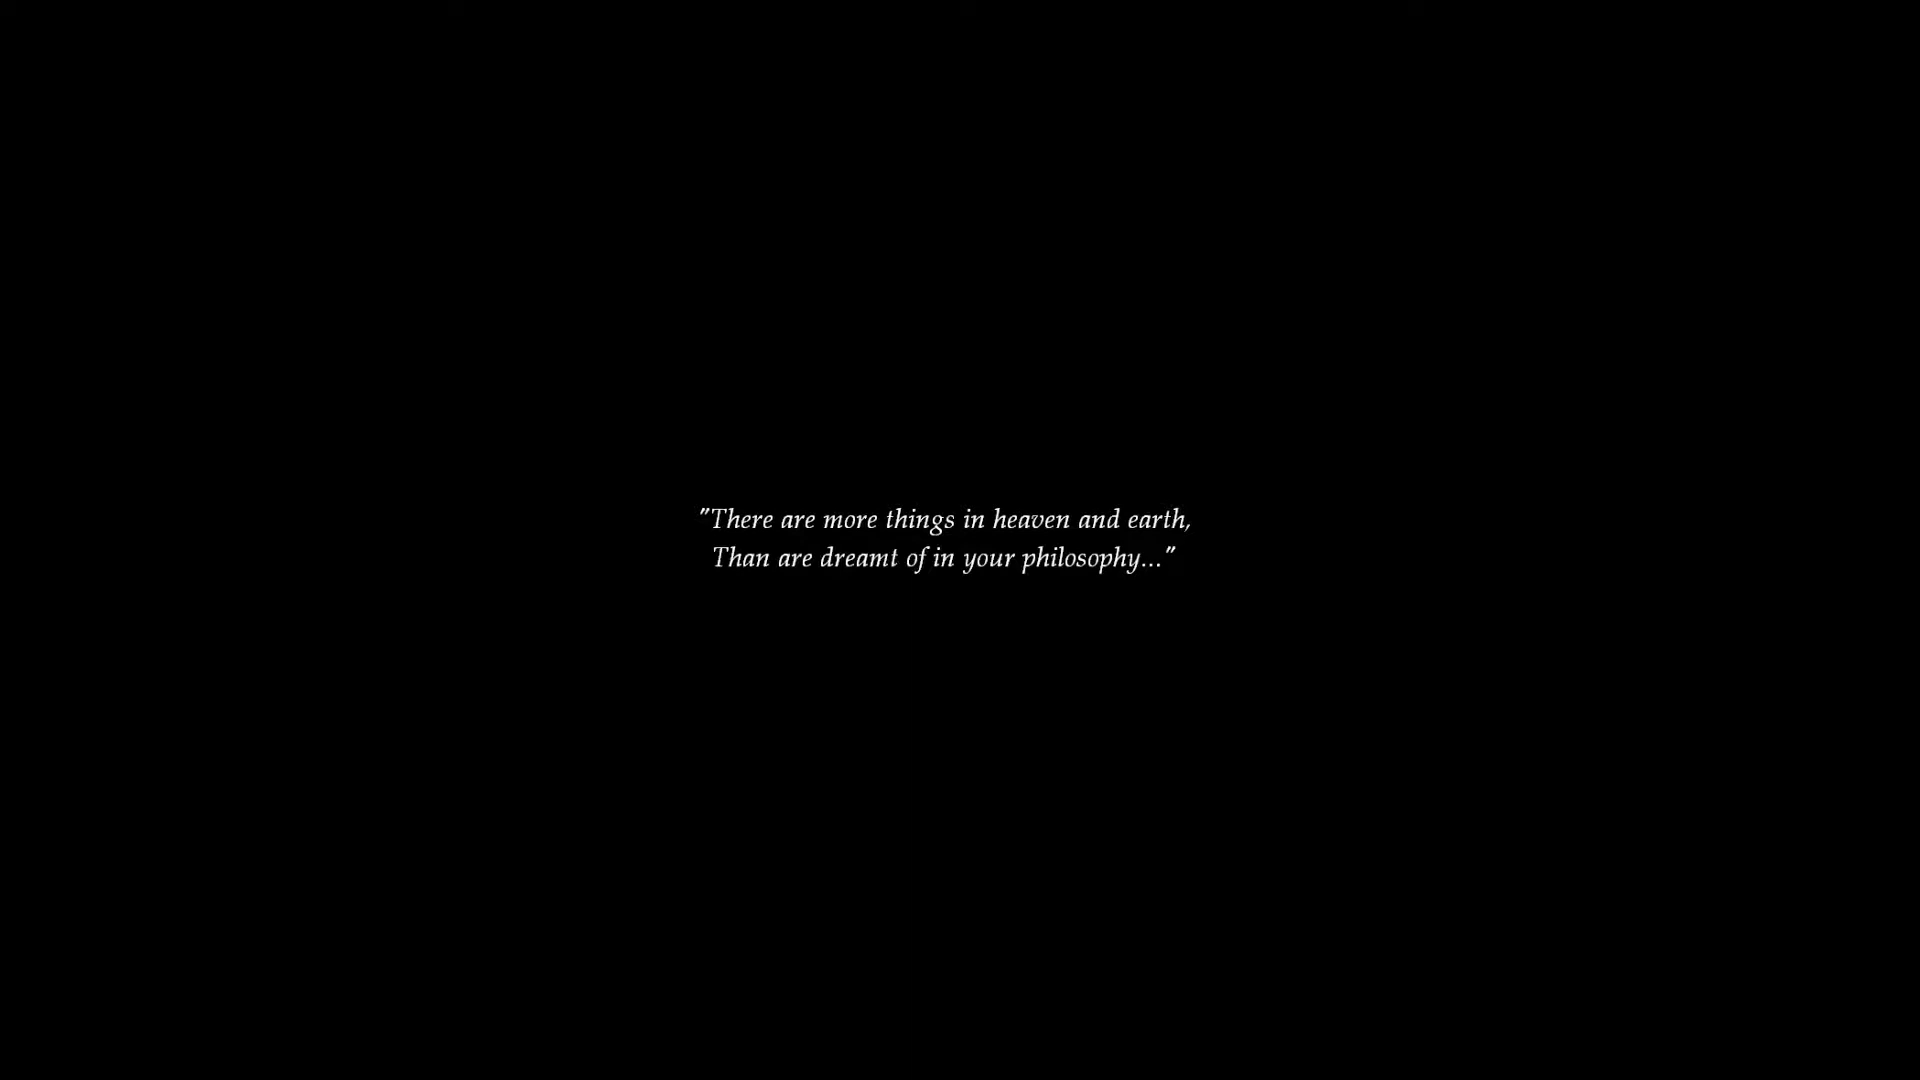 "There are more things in heaven and earth,
Than are dreamt of in your philosophy..."